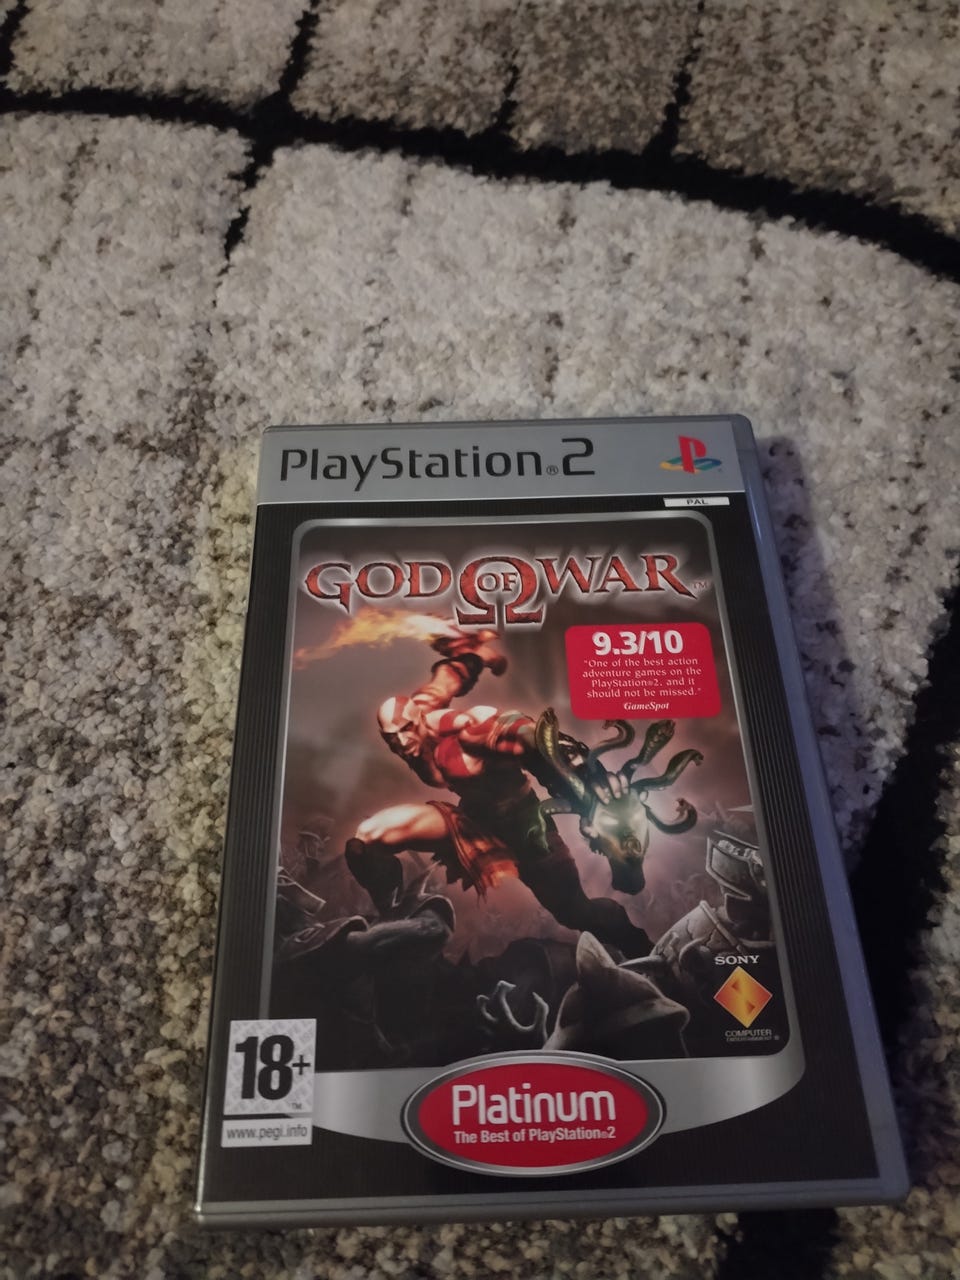 PlayStation®2
PAL
GOD OF WAR™
9.3/10
"One of the best action
adventure games on the
PlayStation®2, and it
should not be missed."
GameSpot
SONY
COMPUTER
ENTERTAINMENT®
18+™
www.pegi.info
Platinum
The Best of PlayStation®2